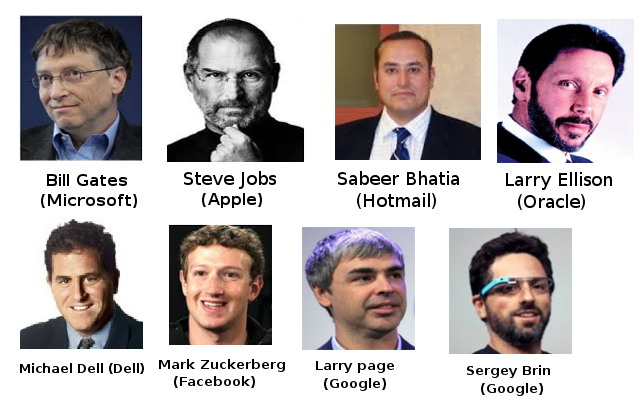 Bill Gates
(Microsoft)
Steve Jobs
(Apple)
Sabeer Bhatia
(Hotmail)
Larry Ellison
(Oracle)
Michael Dell (Dell)
Mark Zuckerberg
(Facebook)
Larry page
(Google)
Sergey Brin
(Google)